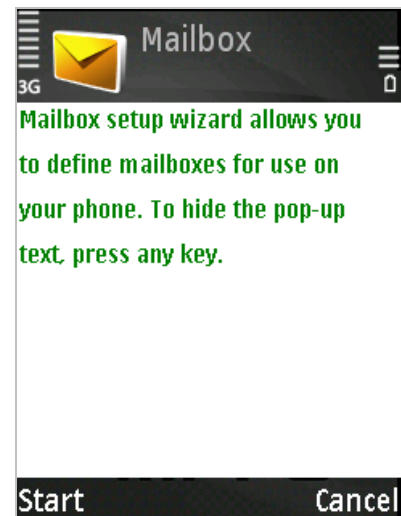 Mailbox
3G
Mailbox setup wizard allows you
to define mailboxes for use on
your phone. To hide the pop-up
text, press any key.
Start
Cancel